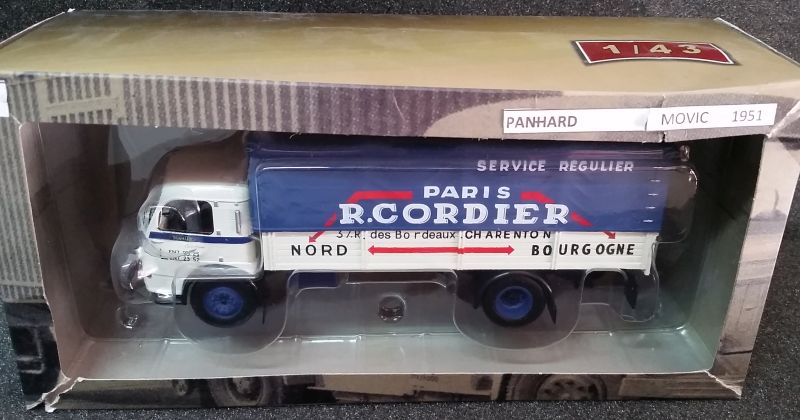 1/43
PANHARD MOVIC 1951
SERVICE REGULIER
PARIS
R.CORDIER
37.R. des Bordeaux CHARENTON
NORD BOURGOGNE